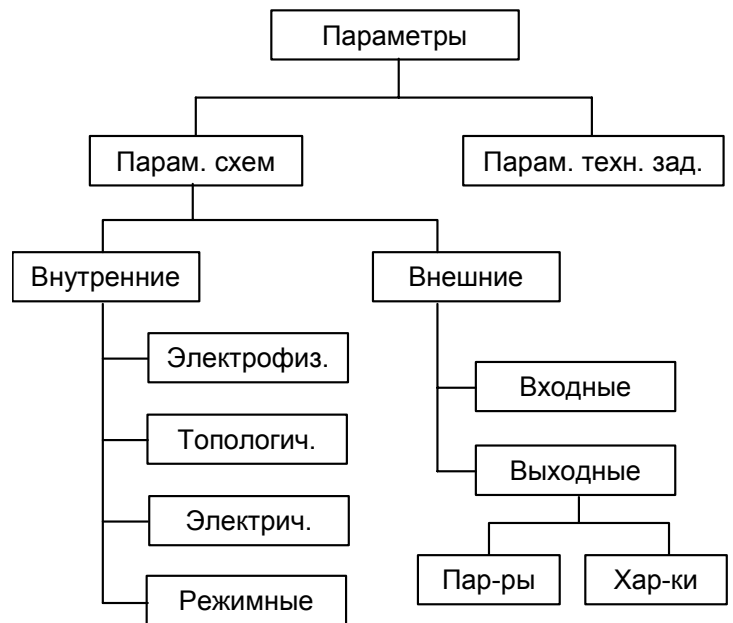 Параметры
Парам. схем
Парам. техн. зад.
Внутренние
Внешние
Электрофиз.
Топологич.
Электрич.
Режимные
Входные
Выходные
Пар-ры
Хар-ки